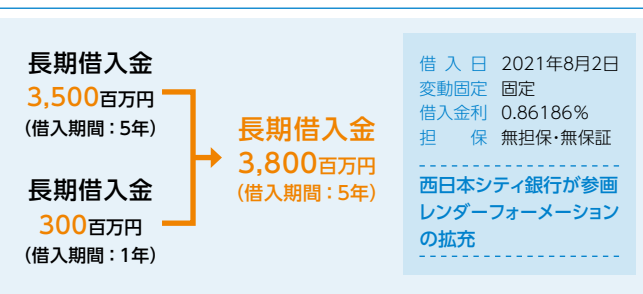 長期借入金
3,500百万円
(借入期間：5年)
長期借入金
300百万円
(借入期間：1年)
長期借入金
3,800百万円
(借入期間：5年)
借入日 2021年8月2日
変動固定 固定
借入金利 0.86186%
担保 無担保・無保証
西日本シティ銀行が参画
レンダーフォーメーション
の拡充